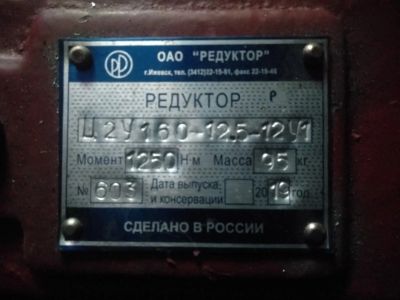 ОАО "РЕДУКТОР"
г.Ижевск, тел. (3412)22-15-91, факс 22-15-46
РЕДУКТОР Р
Ц2У160-12.5-12У1
Момент 1250 Н·м Масса 95 кг
№ 603 Дата выпуска и консервации 2019 год
СДЕЛАНО В РОССИИ